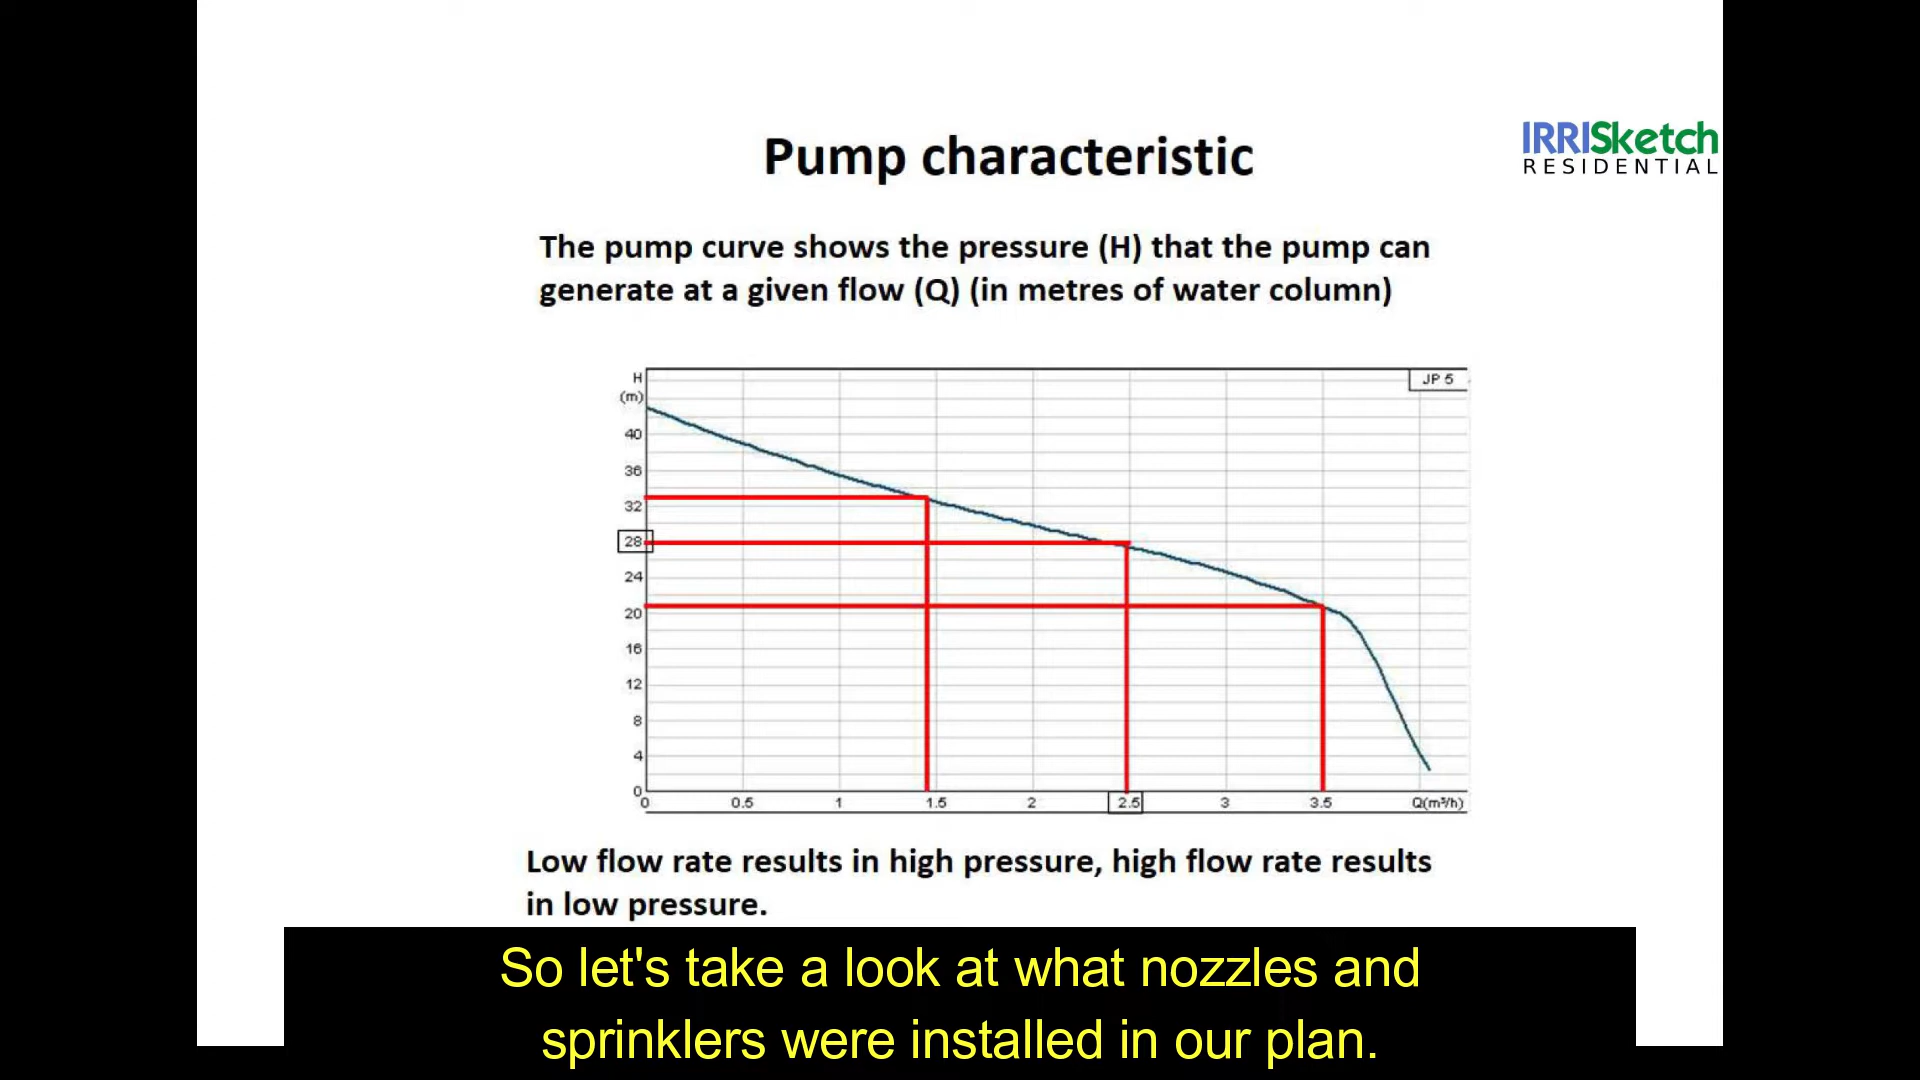 IRRISketch
RESIDENTIAL
Pump characteristic
The pump curve shows the pressure (H) that the pump can
generate at a given flow (Q) (in metres of water column)
H
(m)
JP 5
40
36
32
28
24
20
16
12
8
4
0
0 0.5 1 1.5 2 2.5 3 3.5 Q(m³/h)
Low flow rate results in high pressure, high flow rate results
in low pressure.
So let's take a look at what nozzles and
sprinklers were installed in our plan.